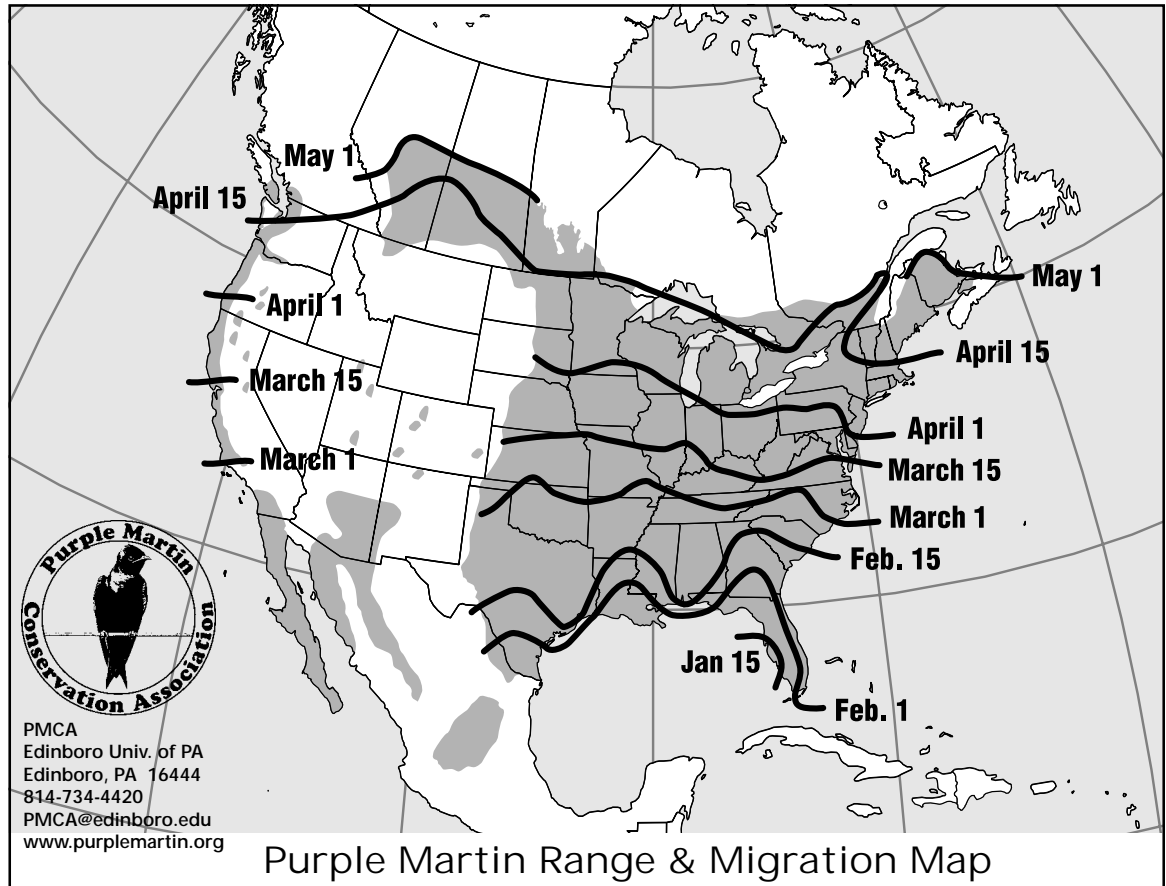 May 1
April 15
May 1
April 1
April 15
March 15
April 1
March 15
March 1
March 1
Feb. 15
Jan 15
Feb. 1
Purple Martin
Conservation Association
PMCA
Edinboro Univ. of PA
Edinboro, PA 16444
814-734-4420
PMCA@edinboro.edu
www.purplemartin.org
Purple Martin Range & Migration Map